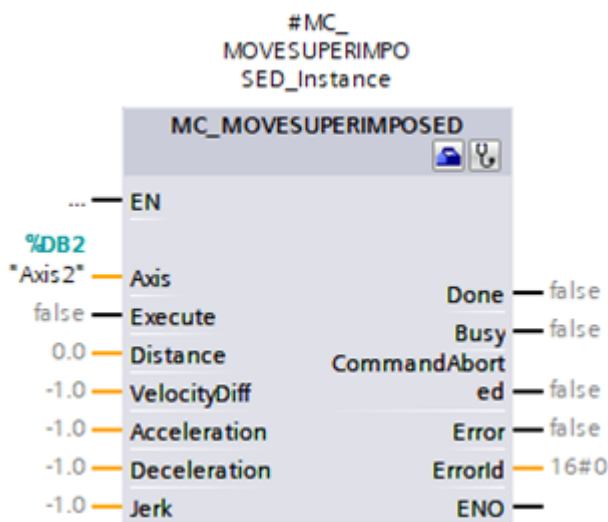 #MC_
MOVESUPERIMPO
SED_Instance
MC_MOVESUPERIMPOSED
... EN
%DB2
"Axis2" Axis
Done false
false Execute
Busy false
0.0 Distance
CommandAbort
ed false
-1.0 VelocityDiff
-1.0 Acceleration
Error false
-1.0 Deceleration
ErrorId 16#0
-1.0 Jerk
ENO